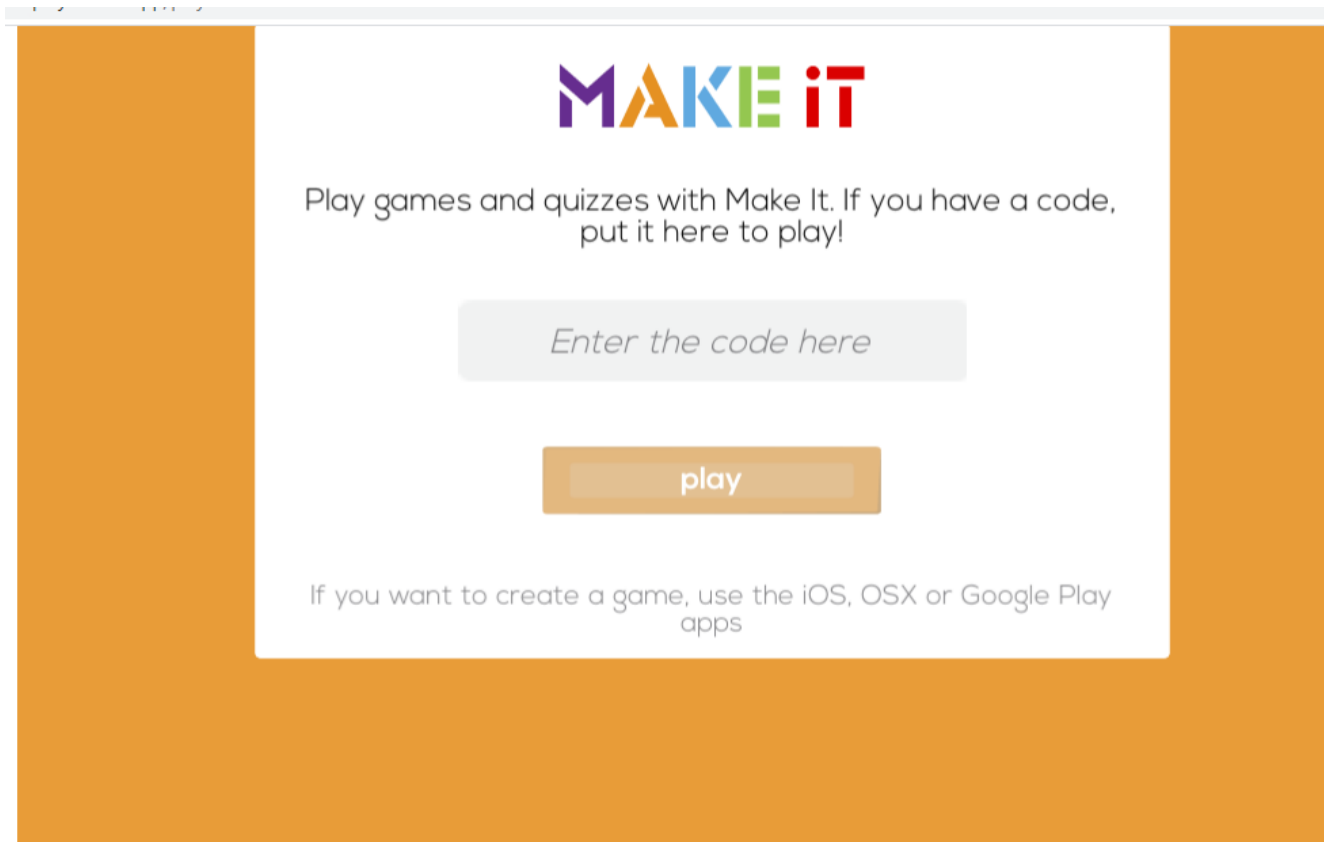 MAKE iT
Play games and quizzes with Make It. If you have a code,
put it here to play!
Enter the code here
play
If you want to create a game, use the iOS, OSX or Google Play
apps